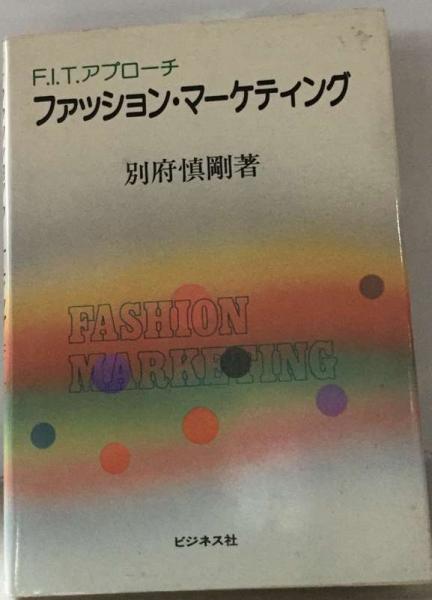 F.I.T.アプローチ
ファッション・マーケティング
別府慎剛著
FASHION
MARKETING
ビジネス社